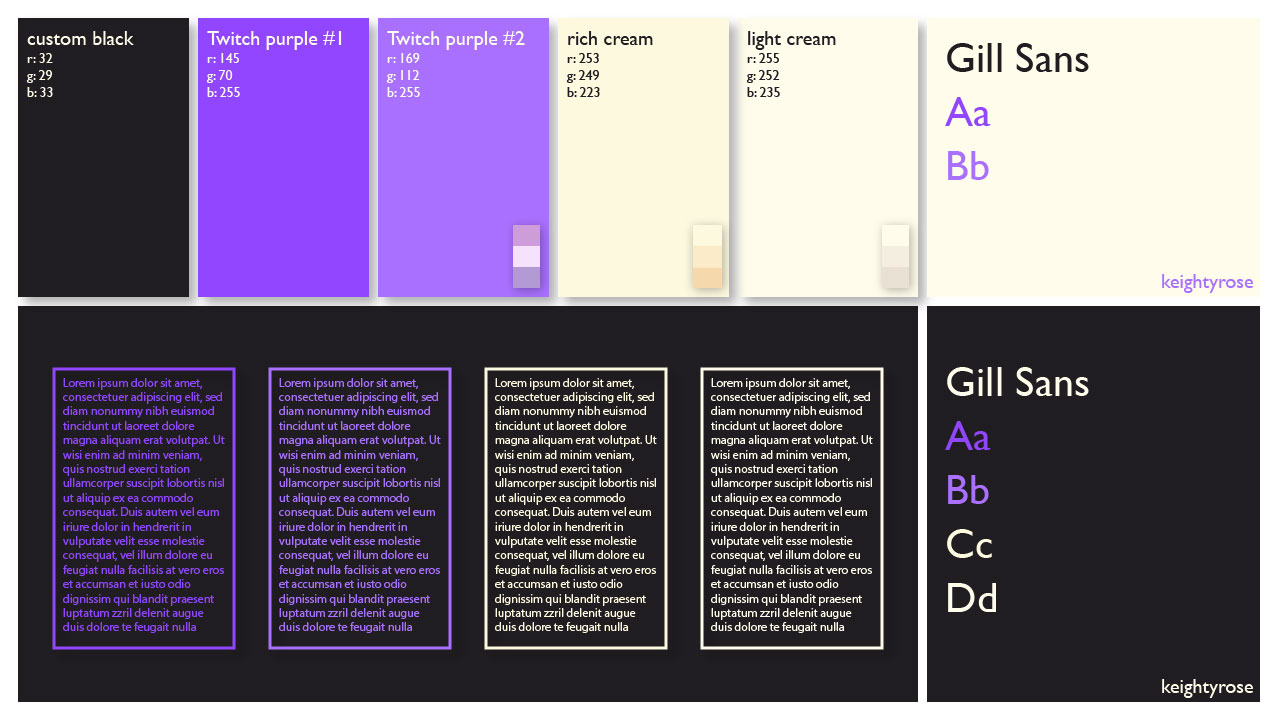 custom black
r: 32
g: 29
b: 33
Twitch purple #1
r: 145
g: 70
b: 255
Twitch purple #2
r: 169
g: 112
b: 255
rich cream
r: 253
g: 249
b: 223
light cream
r: 255
g: 252
b: 235
Gill Sans
Aa
Bb
keightyrose
Lorem ipsum dolor sit amet,
consectetuer adipiscing elit, sed
diam nonummy nibh euismod
tincidunt ut laoreet dolore
magna aliquam erat volutpat. Ut
wisi enim ad minim veniam,
quis nostrud exerci tation
ullamcorper suscipit lobortis nisl
ut aliquip ex ea commodo
consequat. Duis autem vel eum
iriure dolor in hendrerit in
vulputate velit esse molestie
consequat, vel illum dolore eu
feugiat nulla facilisis at vero eros
et accumsan et iusto odio
dignissim qui blandit praesent
luptatum zzril delenit augue
duis dolore te feugait nulla
Lorem ipsum dolor sit amet,
consectetuer adipiscing elit, sed
diam nonummy nibh euismod
tincidunt ut laoreet dolore
magna aliquam erat volutpat. Ut
wisi enim ad minim veniam,
quis nostrud exerci tation
ullamcorper suscipit lobortis nisl
ut aliquip ex ea commodo
consequat. Duis autem vel eum
iriure dolor in hendrerit in
vulputate velit esse molestie
consequat, vel illum dolore eu
feugiat nulla facilisis at vero eros
et accumsan et iusto odio
dignissim qui blandit praesent
luptatum zzril delenit augue
duis dolore te feugait nulla
Lorem ipsum dolor sit amet,
consectetuer adipiscing elit, sed
diam nonummy nibh euismod
tincidunt ut laoreet dolore
magna aliquam erat volutpat. Ut
wisi enim ad minim veniam,
quis nostrud exerci tation
ullamcorper suscipit lobortis nisl
ut aliquip ex ea commodo
consequat. Duis autem vel eum
iriure dolor in hendrerit in
vulputate velit esse molestie
consequat, vel illum dolore eu
feugiat nulla facilisis at vero eros
et accumsan et iusto odio
dignissim qui blandit praesent
luptatum zzril delenit augue
duis dolore te feugait nulla
Lorem ipsum dolor sit amet,
consectetuer adipiscing elit, sed
diam nonummy nibh euismod
tincidunt ut laoreet dolore
magna aliquam erat volutpat. Ut
wisi enim ad minim veniam,
quis nostrud exerci tation
ullamcorper suscipit lobortis nisl
ut aliquip ex ea commodo
consequat. Duis autem vel eum
iriure dolor in hendrerit in
vulputate velit esse molestie
consequat, vel illum dolore eu
feugiat nulla facilisis at vero eros
et accumsan et iusto odio
dignissim qui blandit praesent
luptatum zzril delenit augue
duis dolore te feugait nulla
Gill Sans
Aa
Bb
Cc
Dd
keightyrose